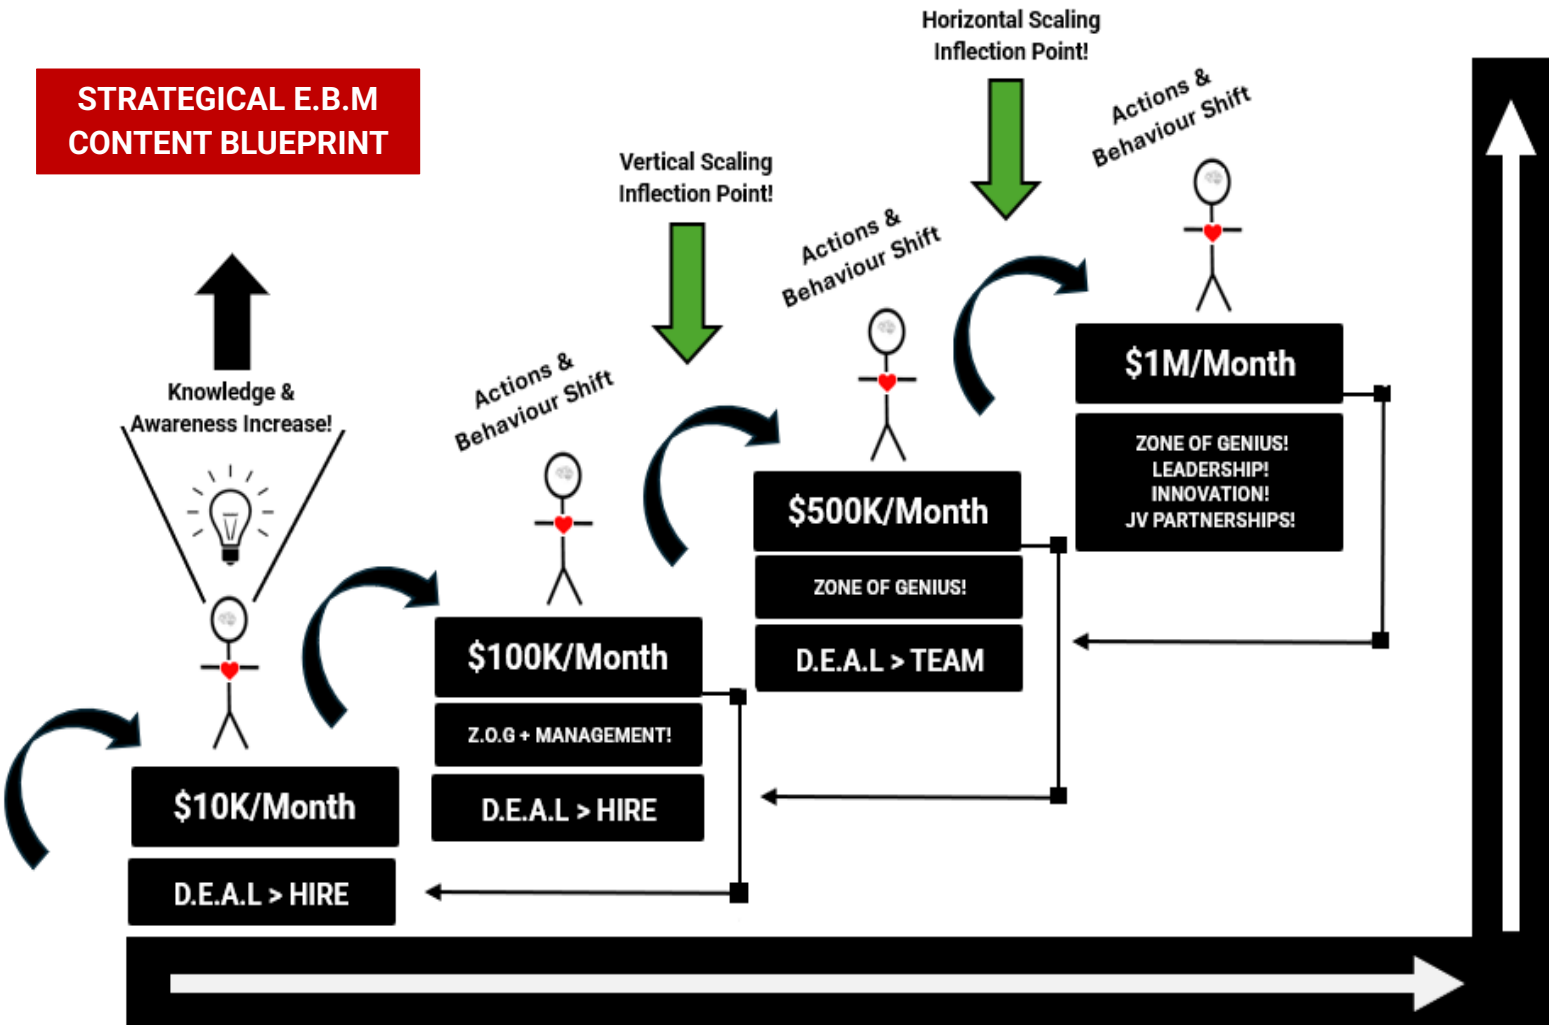 STRATEGICAL E.B.M
CONTENT BLUEPRINT
Horizontal Scaling
Inflection Point!
Actions &
Behaviour Shift
Vertical Scaling
Inflection Point!
Actions &
Behaviour Shift
Actions &
Behaviour Shift
Knowledge &
Awareness Increase!
$1M/Month
ZONE OF GENIUS!
LEADERSHIP!
INNOVATION!
JV PARTNERSHIPS!
$500K/Month
ZONE OF GENIUS!
D.E.A.L > TEAM
$100K/Month
Z.O.G + MANAGEMENT!
D.E.A.L > HIRE
$10K/Month
D.E.A.L > HIRE